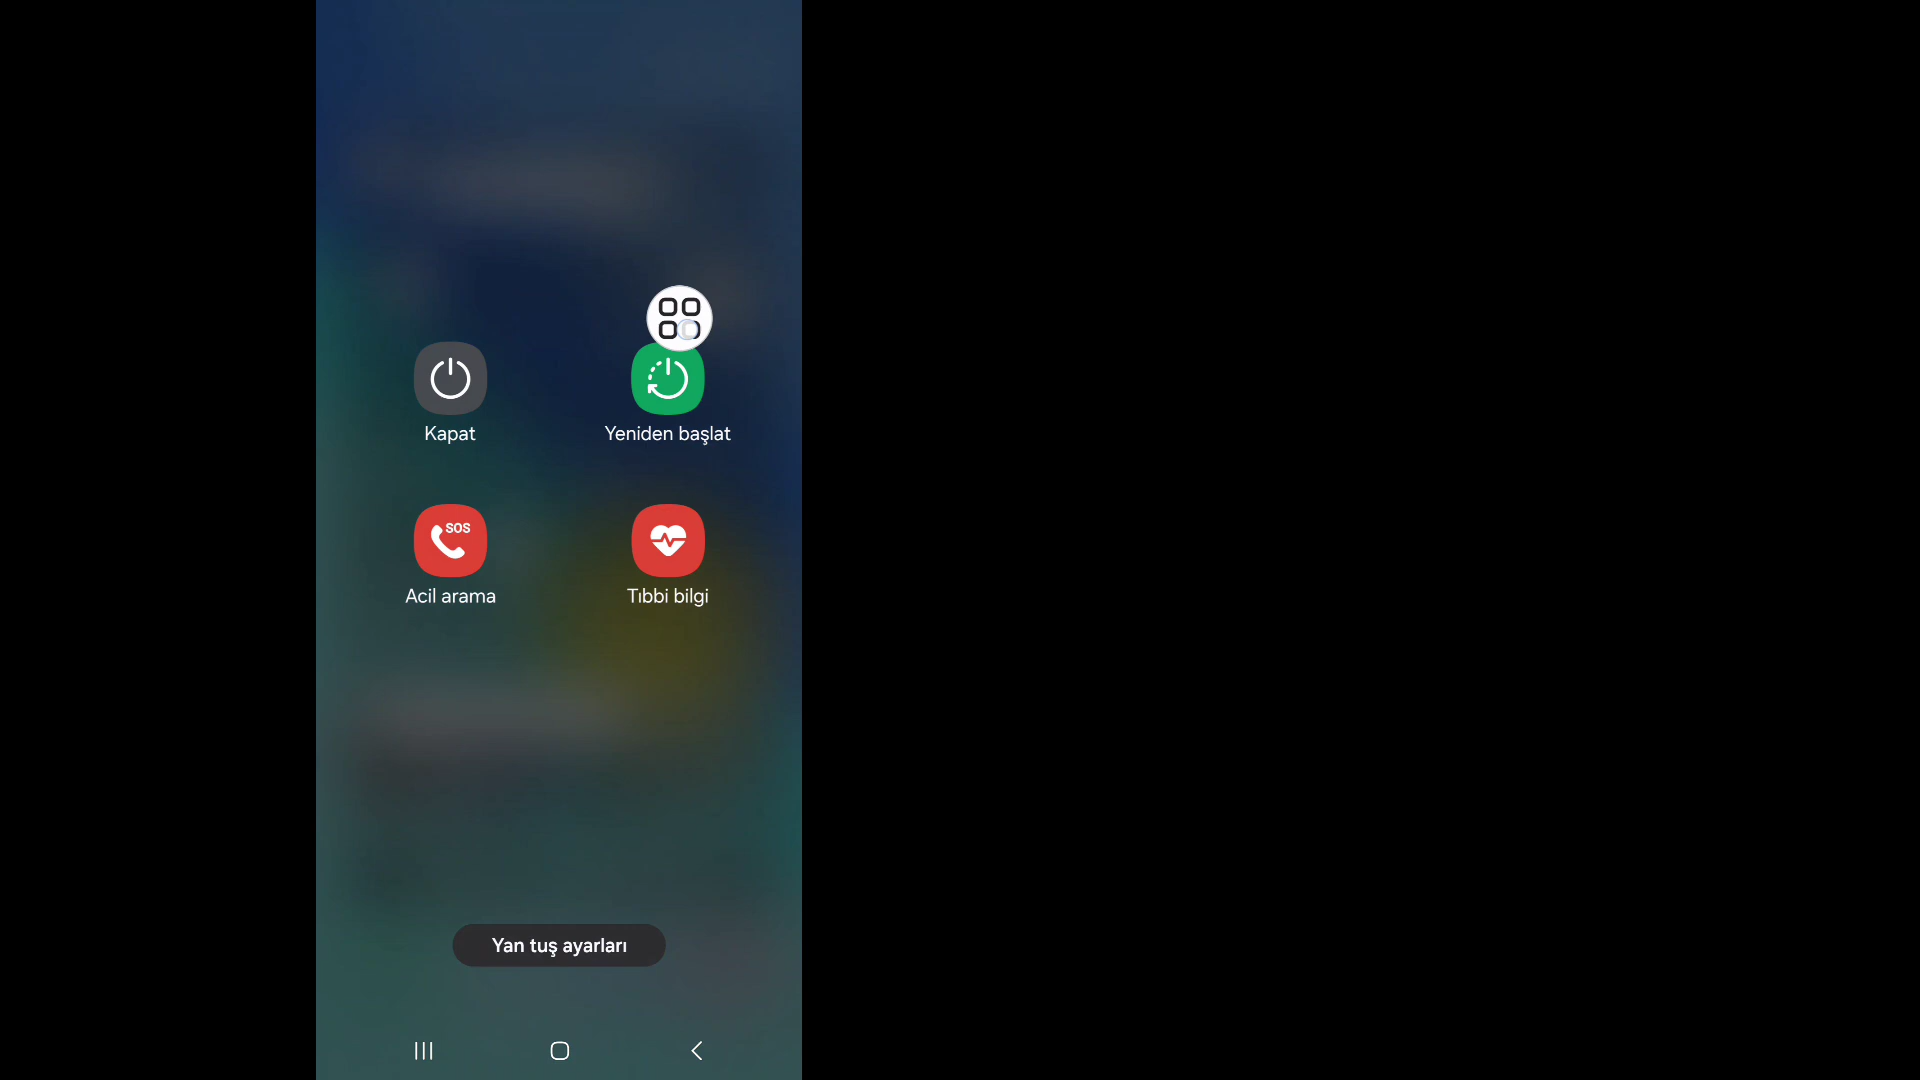 Kapat
Yeniden başlat
SOS
Acil arama
Tıbbi bilgi
Yan tuş ayarları